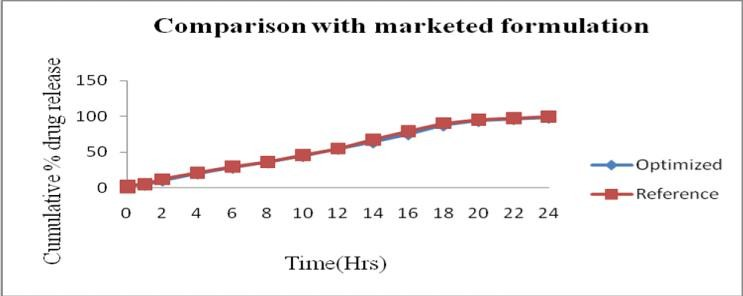 Comparison with marketed formulation
Cumulative % drug release
150
100
50
0
0 2 4 6 8 10 12 14 16 18 20 22 24
Time(Hrs)
Optimized
Reference